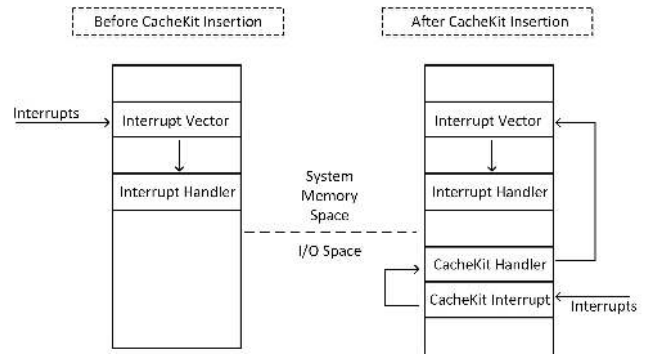 Before CacheKit Insertion
After CacheKit Insertion
Interrupts
Interrupt Vector
Interrupt Handler
System
Memory
Space
I/O Space
Interrupt Vector
Interrupt Handler
CacheKit Handler
CacheKit Interrupt
Interrupts